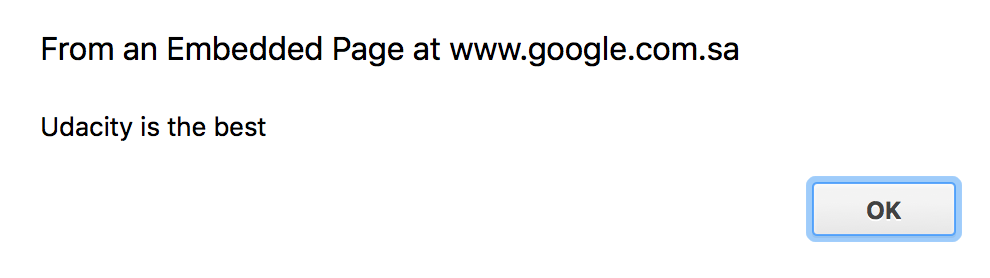 From an Embedded Page at www.google.com.sa
Udacity is the best
OK